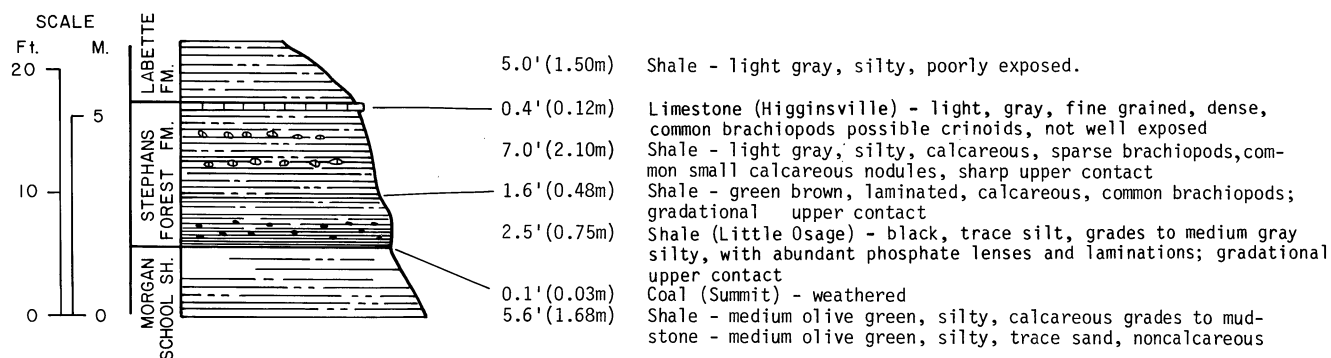 SCALE
Ft. M.
20
5
10
0 0
LABETTE
FM.
STEPHANS
FOREST FM.
MORGAN
SCHOOL SH.
5.0'(1.50m) Shale - light gray, silty, poorly exposed.
0.4'(0.12m) Limestone (Higginsville) - light, gray, fine grained, dense,
common brachiopods possible crinoids, not well exposed
7.0'(2.10m) Shale - light gray, silty, calcareous, sparse brachiopods,com-
mon small calcareous nodules, sharp upper contact
1.6'(0.48m) Shale - green brown, laminated, calcareous, common brachiopods;
gradational upper contact
2.5'(0.75m) Shale (Little Osage) - black, trace silt, grades to medium gray
silty, with abundant phosphate lenses and laminations; gradational
upper contact
0.1'(0.03m) Coal (Summit) - weathered
5.6'(1.68m) Shale - medium olive green, silty, calcareous grades to mud-
stone - medium olive green, silty, trace sand, noncalcareous